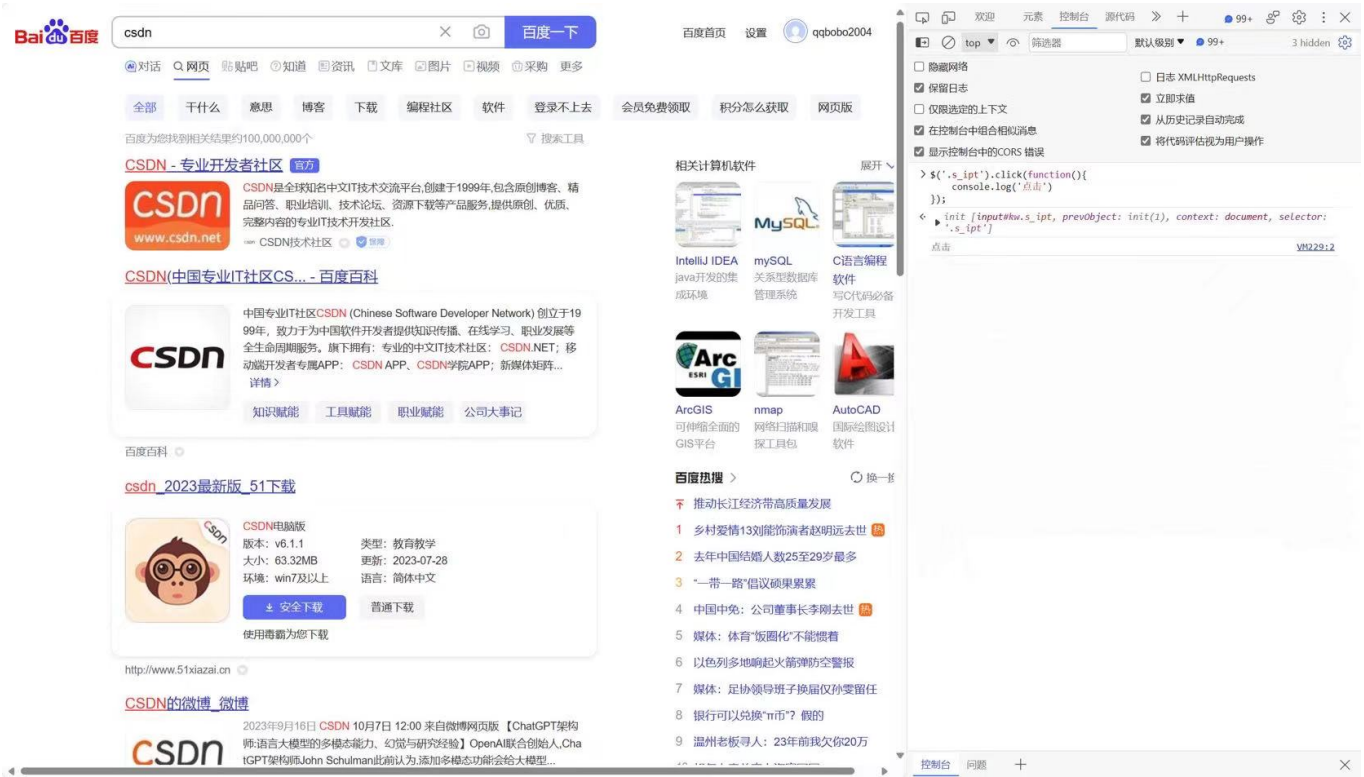 Bai百度
csdn
百度一下
百度首页 设置 qqbobo2004
对话 网页 贴吧 知道 资讯 文库 图片 视频 采购 更多
全部 干什么 意思 博客 下载 编程社区 软件 登录不上去 会员免费领取 积分怎么获取 网页版
百度为您找到相关结果约100,000,000个 搜索工具
CSDN - 专业开发者社区 官方
CSDN
www.csdn.net
CSDN是全球知名中文IT技术交流平台,创建于1999年,包含原创博客、精
品问答、职业培训、技术论坛、资源下载等产品服务,提供原创、优质、
完整内容的专业IT技术开发社区.
CSDN技术社区 保障
CSDN(中国专业IT社区CS... - 百度百科
CSDN
中国专业IT社区CSDN (Chinese Software Developer Network) 创立于19
99年，致力于为中国软件开发者提供知识传播、在线学习、职业发展等
全生命周期服务。旗下拥有：专业的中文IT技术社区： CSDN.NET；移
动端开发者专属APP： CSDN APP、CSDN学院APP；新媒体矩阵...
详情 >
知识赋能 工具赋能 职业赋能 公司大事记
百度百科
csdn_2023最新版_51下载
CSDN
CSDN电脑版
版本：v6.1.1 类型：教育教学
大小：63.32MB 更新：2023-07-28
环境：win7及以上 语言：简体中文
安全下载 普通下载
使用毒霸为您下载
http://www.51xiazai.cn
CSDN的微博_微博
CSDN
2023年9月16日 CSDN 10月7日 12:00 来自微博网页版 【ChatGPT架构
师:语言大模型的多模态能力、幻觉与研究经验】OpenAI联合创始人,Cha
tGPT架构师John Schulman此前认为,添加多模态功能会给大模型...
相关计算机软件 展开
MySQL
IntelliJ IDEA mySQL C语言编程
软件
java开发的集 关系型数据库 写C代码必备
成环境 管理系统 开发工具
Arc
ESRI GI
ArcGIS nmap AutoCAD
可伸缩全面的 网络扫描和嗅 国际绘图设计
GIS平台 探工具包 软件
百度热搜 > 换一
推动长江经济带高质量发展
1 乡村爱情13刘能饰演者赵明远去世 热
2 去年中国结婚人数25至29岁最多
3 “一带一路”倡议硕果累累
4 中国中免：公司董事长李刚去世 热
5 媒体：体育“饭圈化”不能惯着
6 以色列多地响起火箭弹防空警报
7 媒体：足协领导班子换届仅孙雯留任
8 银行可以兑换“π币”？假的
9 温州老板寻人：23年前我欠你20万
欢迎 元素 控制台 源代码 99+
top 筛选器 默认级别 99+ 3 hidden
隐藏网络
保留日志
仅限选定的上下文
在控制台中组合相似消息
显示控制台中的CORS 错误
日志 XMLHttpRequests
立即求值
从历史记录自动完成
将代码评估视为用户操作
> $('.s_ipt').click(function(){
console.log('点击')
});
init [input#kw.s_ipt, prevObject: init(1), context: document, selector:
'.s_ipt']
点击 VM229:2
控制台 问题